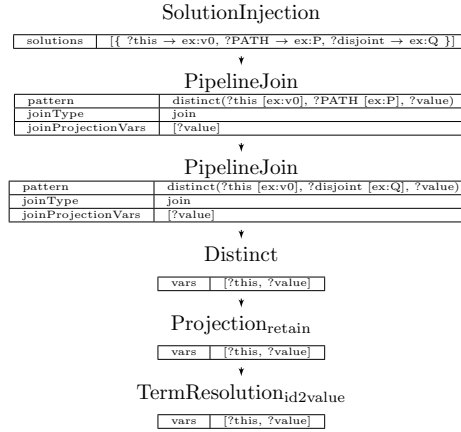 SolutionInjection
solutions [{ ?this → ex:v0, ?PATH → ex:P, ?disjoint → ex:Q }]
PipelineJoin
pattern distinct(?this [ex:v0], ?PATH [ex:P], ?value)
joinType join
joinProjectionVars [?value]
PipelineJoin
pattern distinct(?this [ex:v0], ?disjoint [ex:Q], ?value)
joinType join
joinProjectionVars [?value]
Distinct
vars [?this, ?value]
Projection_retain
vars [?this, ?value]
TermResolution_id2value
vars [?this, ?value]